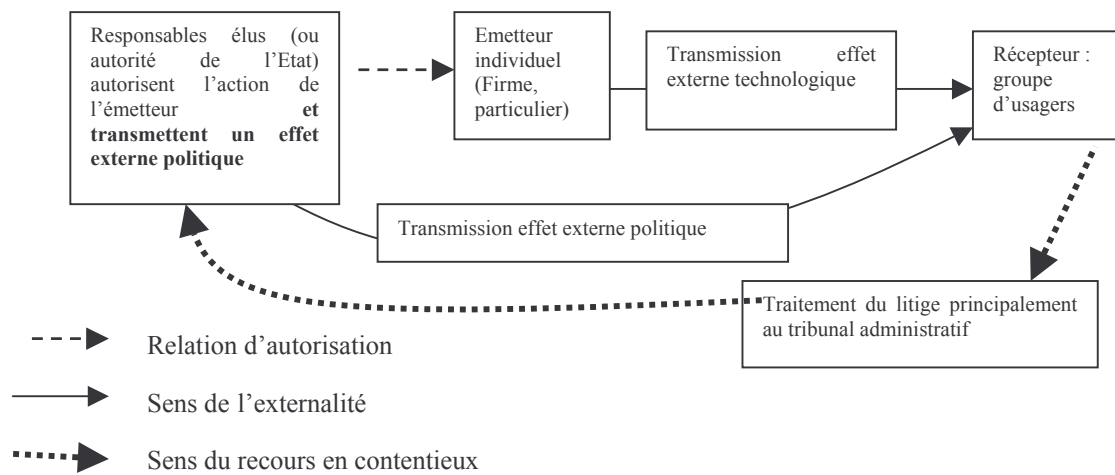 Responsables élus (ou
autorité de l’Etat)
autorisent l’action de
l’émetteur et
transmettent un effet
externe politique
Emetteur
individuel
(Firme,
particulier)
Transmission effet
externe technologique
Récepteur :
groupe
d’usagers
Transmission effet externe politique
Traitement du litige principalement
au tribunal administratif
Relation d’autorisation
Sens de l’externalité
Sens du recours en contentieux